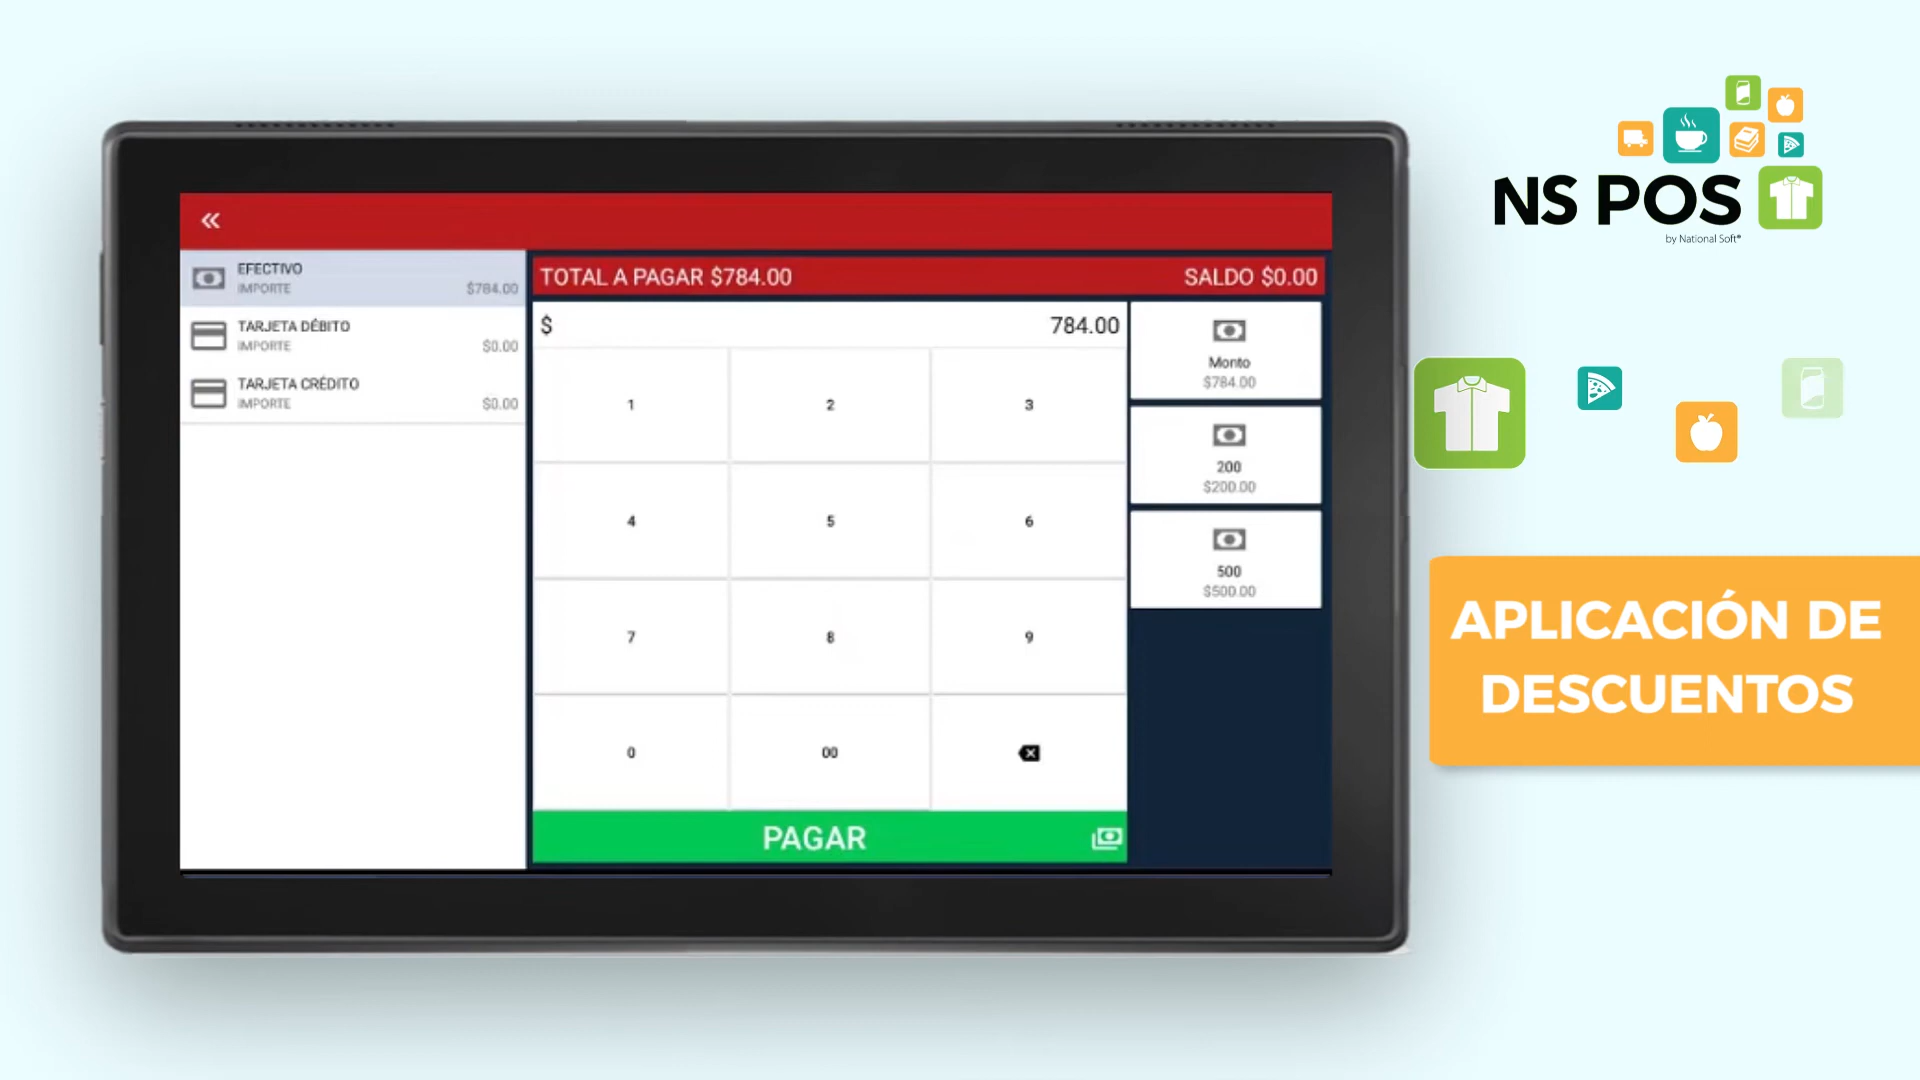 NS POS
by National Soft®
EFECTIVO
IMPORTE $784.00
TARJETA DÉBITO
IMPORTE $0.00
TARJETA CRÉDITO
IMPORTE $0.00
TOTAL A PAGAR $784.00 SALDO $0.00
$ 784.00
1 2 3
4 5 6
7 8 9
0 00
PAGAR
Monto
$784.00
200
$200.00
500
$500.00
APLICACIÓN DE
DESCUENTOS